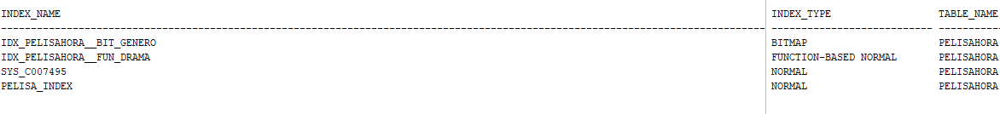 INDEX_NAME INDEX_TYPE TABLE_NAME
IDX_PELISAHORA__BIT_GENERO BITMAP PELISAHORA
IDX_PELISAHORA__FUN_DRAMA FUNCTION-BASED NORMAL PELISAHORA
SYS_C007495 NORMAL PELISAHORA
PELISA_INDEX NORMAL PELISAHORA